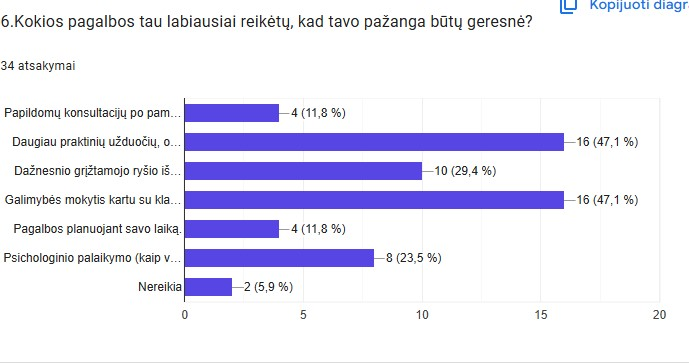 Kopijuoti diagra
6.Kokios pagalbos tau labiausiai reikėtų, kad tavo pažanga būtų geresnė?
34 atsakymai
Papildomų konsultacijų po pam… 4 (11,8 %)
Daugiau praktinių užduočių, o… 16 (47,1 %)
Dažnesnio grįžtamojo ryšio iš… 10 (29,4 %)
Galimybės mokytis kartu su kla… 16 (47,1 %)
Pagalbos planuojant savo laiką. 4 (11,8 %)
Psichologinio palaikymo (kaip v… 8 (23,5 %)
Nereikia 2 (5,9 %)
0 5 10 15 20